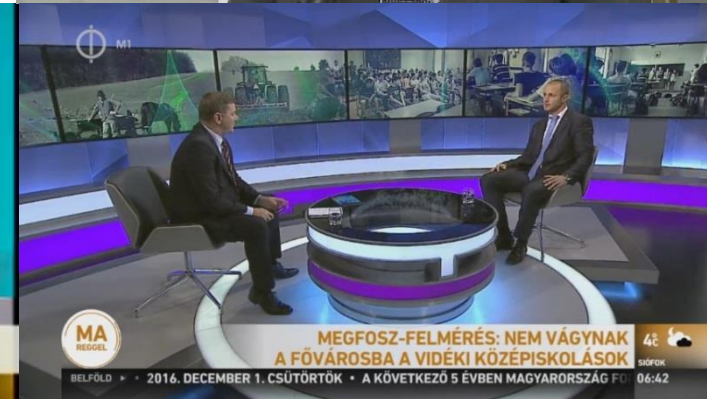 M1
MA
REGGEL
MEGFOSZ-FELMÉRÉS: NEM VÁGYNAK
A FŐVÁROSBA A VIDÉKI KÖZÉPISKOLÁSOK
4°C
SIÓFOK
BELFÖLD ▸ • 2016. DECEMBER 1. CSÜTÖRTÖK • A KÖVETKEZŐ 5 ÉVBEN MAGYARORSZÁG FO
06:42